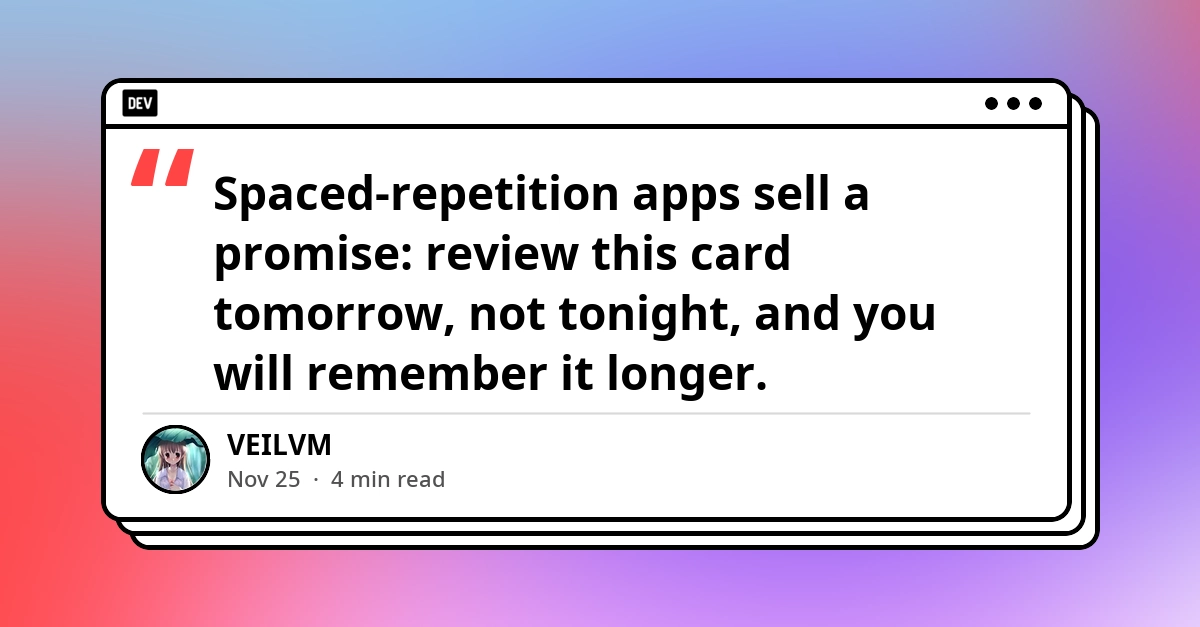 DEV
“
Spaced-repetition apps sell a
promise: review this card
tomorrow, not tonight, and you
will remember it longer.
VEILVM
Nov 25 · 4 min read